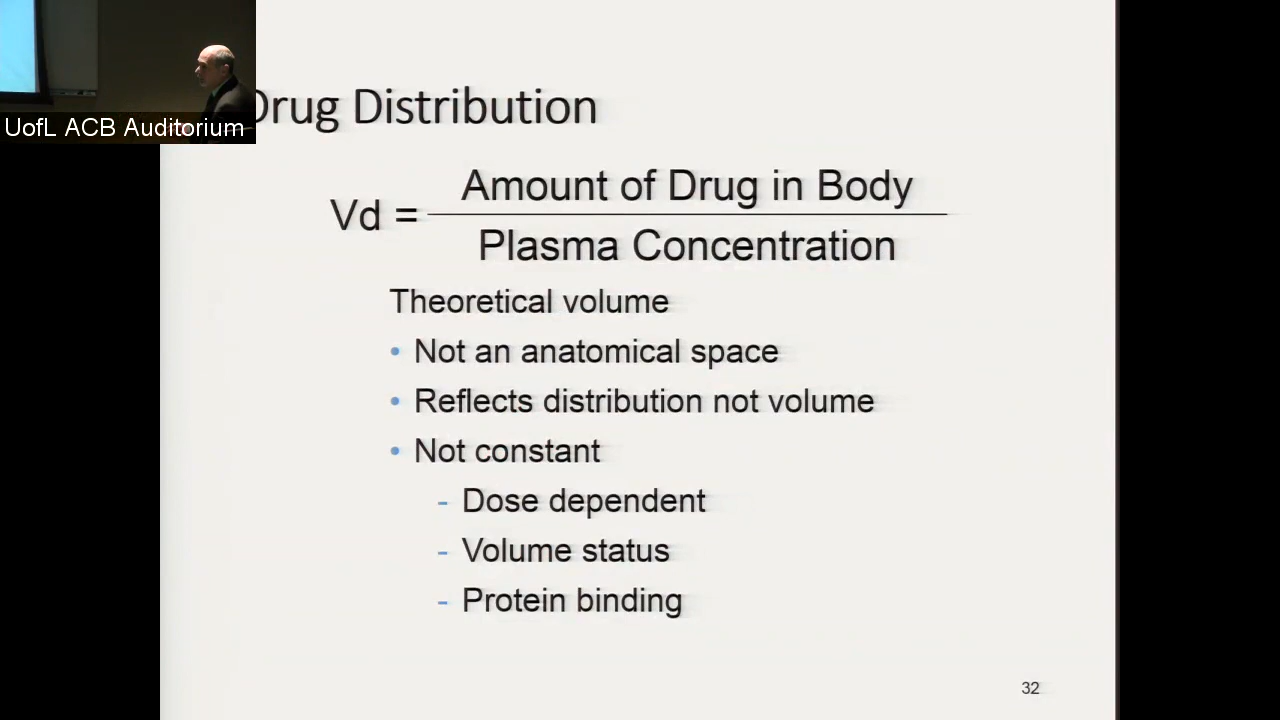 Drug Distribution
UofL ACB Auditorium
Vd = Amount of Drug in Body
Plasma Concentration
Theoretical volume
• Not an anatomical space
• Reflects distribution not volume
• Not constant
- Dose dependent
- Volume status
- Protein binding
32